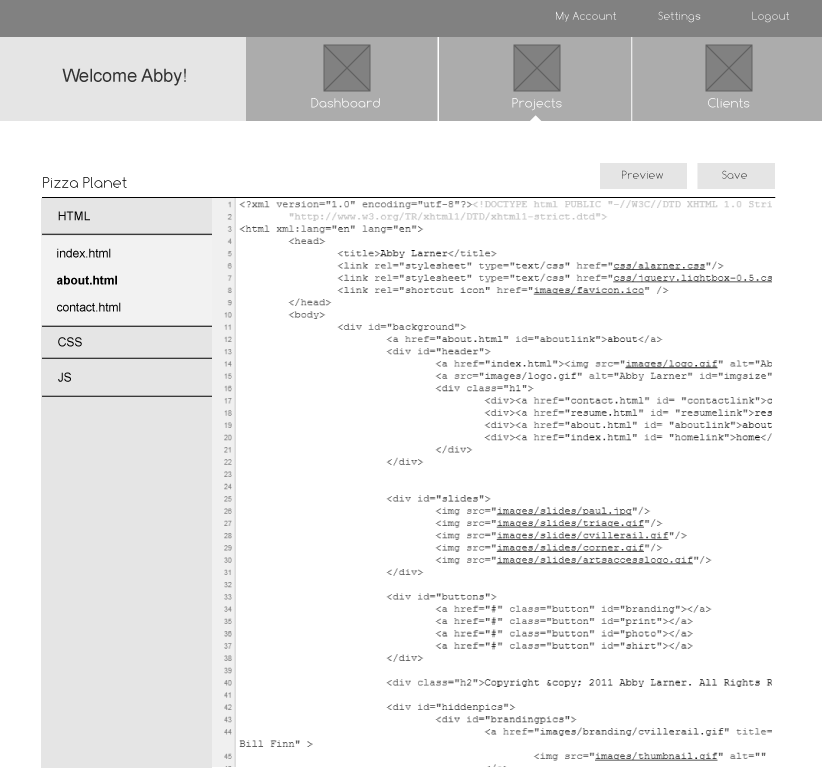 My Account Settings Logout
Welcome Abby!
Dashboard Projects Clients
Pizza Planet
Preview Save
HTML
index.html
about.html
contact.html
CSS
JS
1 <?xml version="1.0" encoding="utf-8"?><!DOCTYPE html PUBLIC "-//W3C//DTD XHTML 1.0 Stri
2 "http://www.w3.org/TR/xhtml1/DTD/xhtml1-strict.dtd">
3 <html xml:lang="en" lang="en">
4 <head>
5 <title>Abby Larner</title>
6 <link rel="stylesheet" type="text/css" href="css/alarner.css"/>
7 <link rel="stylesheet" type="text/css" href="css/jquery.lightbox-0.5.cs
8 <link rel="shortcut icon" href="images/favicon.ico" />
9 </head>
10 <body>
11 <div id="background">
12 <a href="about.html" id="aboutlink">about</a>
13 <div id="header">
14 <a href="index.html"><img src="images/logo.gif" alt="Ab
15 <a src="images/logo.gif" alt="Abby Larner" id="imgsize"
16 <div class="h1">
17 <div><a href="contact.html" id= "contactlink">c
18 <div><a href="resume.html" id= "resumelink">res
19 <div><a href="about.html" id= "aboutlink">about
20 <div><a href="index.html" id= "homelink">home</
21 </div>
22 </div>
23
24
25 <div id="slides">
26 <img src="images/slides/paul.jpg"/>
27 <img src="images/slides/triage.gif"/>
28 <img src="images/slides/cvillerail.gif"/>
29 <img src="images/slides/corner.gif"/>
30 <img src="images/slides/artsaccesslogo.gif"/>
31 </div>
32
33 <div id="buttons">
34 <a href="#" class="button" id="branding"></a>
35 <a href="#" class="button" id="print"></a>
36 <a href="#" class="button" id="photo"></a>
37 <a href="#" class="button" id="shirt"></a>
38 </div>
39
40 <div class="h2">Copyright &copy; 2011 Abby Larner. All Rights R
41
42 <div id="hiddenpics">
43 <div id="brandingpics">
44 <a href="images/branding/cvillerail.gif" title=
Bill Finn" >
46 <img src="images/thumbnail.gif" alt=""